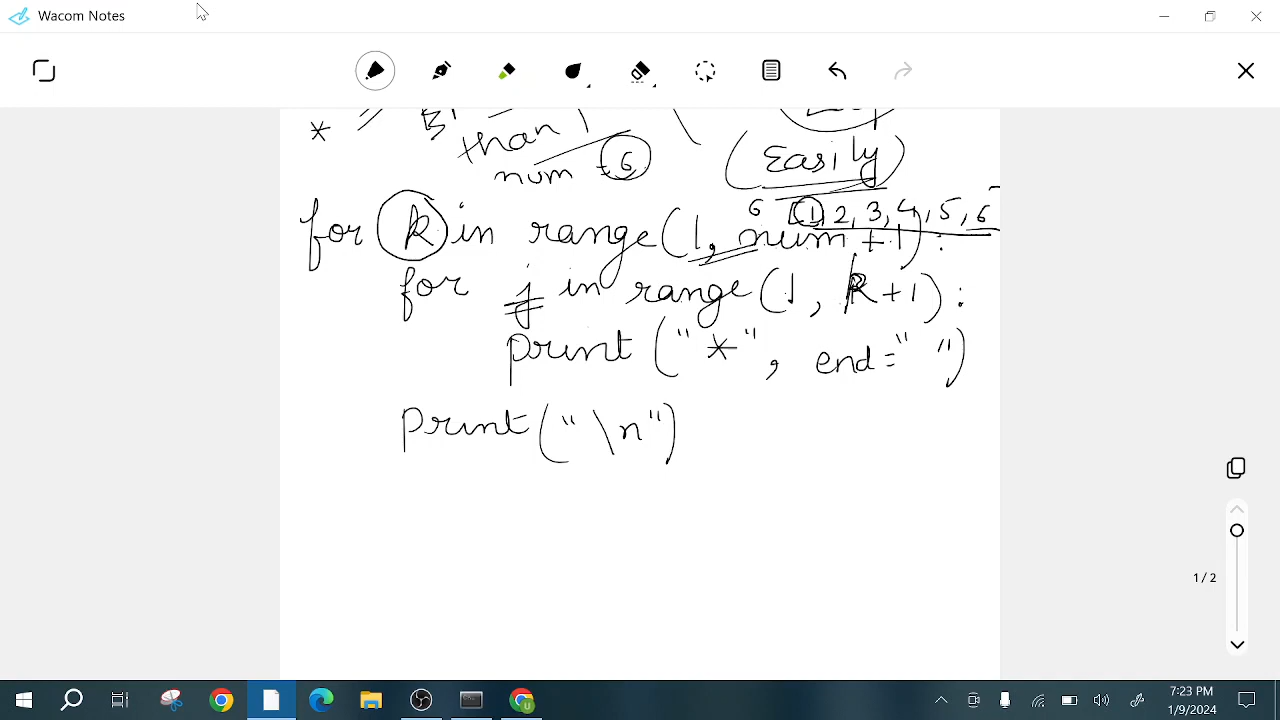 Wacom Notes
*
than
num = 6
(Easily)
6 [1, 2, 3, 4, 5, 6
for k in range(1, num+1):
for j in range(1, k+1):
print("*", end=" ")
print("\n")
1 / 2
1:23 PM
1/9/2024